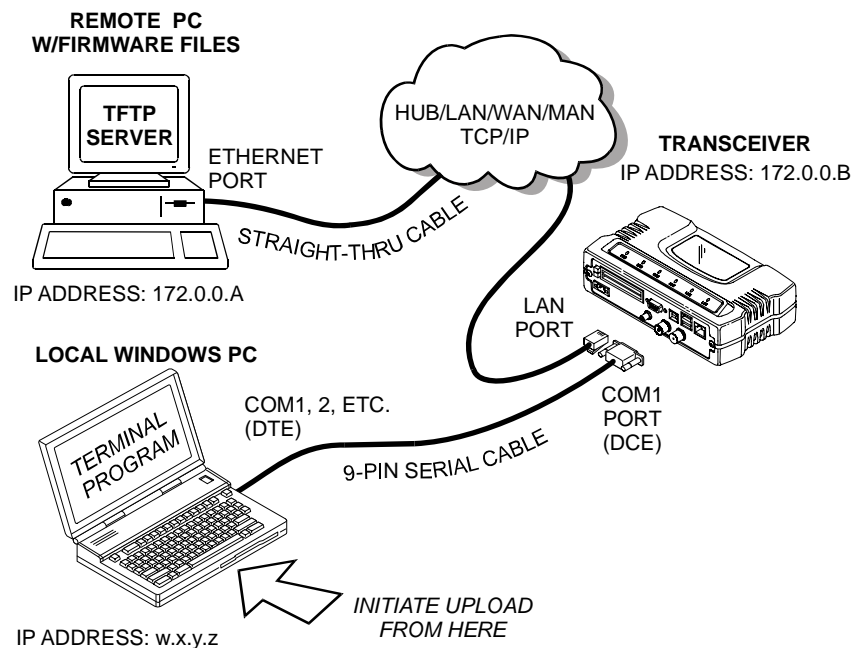 REMOTE PC
W/FIRMWARE FILES
TFTP
SERVER
ETHERNET
PORT
STRAIGHT-THRU CABLE
IP ADDRESS: 172.0.0.A
HUB/LAN/WAN/MAN
TCP/IP
TRANSCEIVER
IP ADDRESS: 172.0.0.B
LAN
PORT
COM1
PORT
(DCE)
LOCAL WINDOWS PC
TERMINAL
PROGRAM
COM1, 2, ETC.
(DTE)
9-PIN SERIAL CABLE
INITIATE UPLOAD
FROM HERE
IP ADDRESS: w.x.y.z